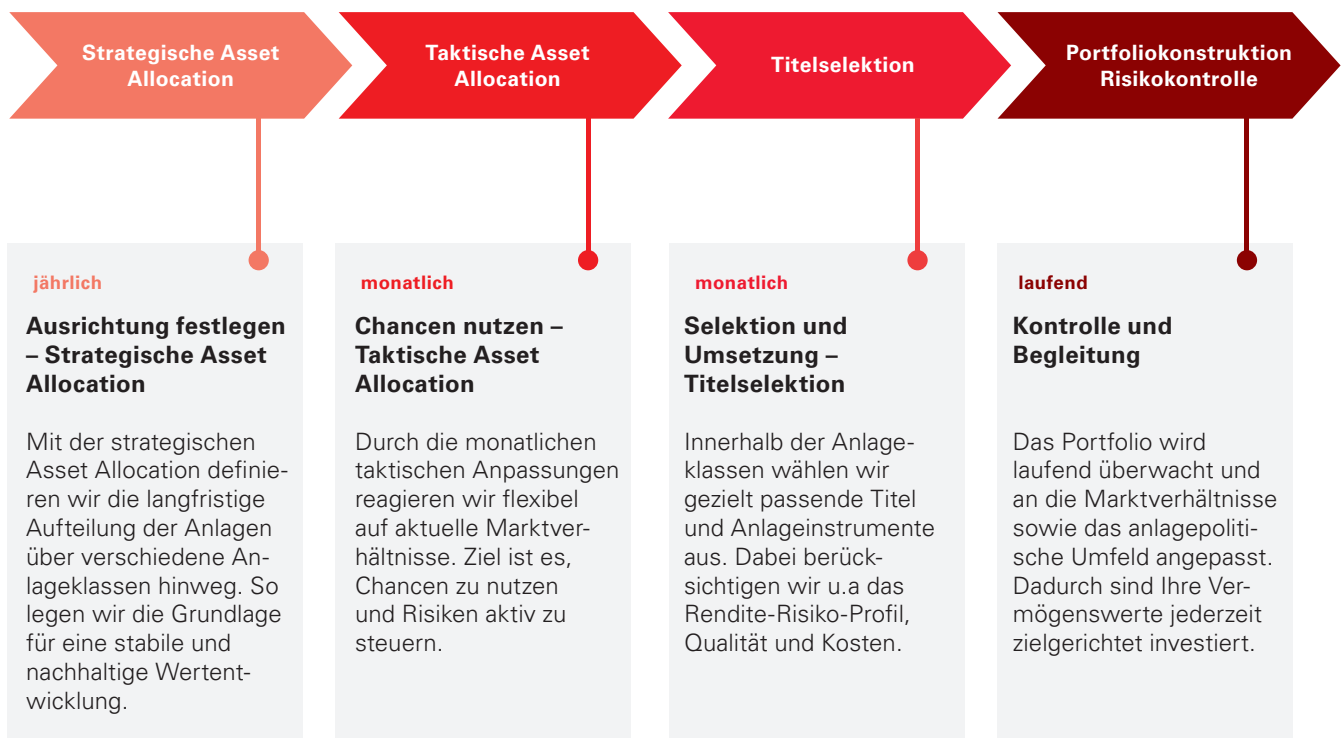 Strategische Asset
Allocation
Taktische Asset
Allocation
Titelselektion
Portfoliokonstruktion
Risikokontrolle
jährlich
Ausrichtung festlegen
– Strategische Asset
Allocation
Mit der strategischen
Asset Allocation definie-
ren wir die langfristige
Aufteilung der Anlagen
über verschiedene An-
lageklassen hinweg. So
legen wir die Grundlage
für eine stabile und
nachhaltige Wertent-
wicklung.
monatlich
Chancen nutzen –
Taktische Asset
Allocation
Durch die monatlichen
taktischen Anpassungen
reagieren wir flexibel
auf aktuelle Marktver-
hältnisse. Ziel ist es,
Chancen zu nutzen
und Risiken aktiv zu
steuern.
monatlich
Selektion und
Umsetzung –
Titelselektion
Innerhalb der Anlage-
klassen wählen wir
gezielt passende Titel
und Anlageinstrumente
aus. Dabei berück-
sichtigen wir u.a das
Rendite-Risiko-Profil,
Qualität und Kosten.
laufend
Kontrolle und
Begleitung
Das Portfolio wird
laufend überwacht und
an die Marktverhältnisse
sowie das anlagepoliti-
sche Umfeld angepasst.
Dadurch sind Ihre Ver-
mögenswerte jederzeit
zielgerichtet investiert.